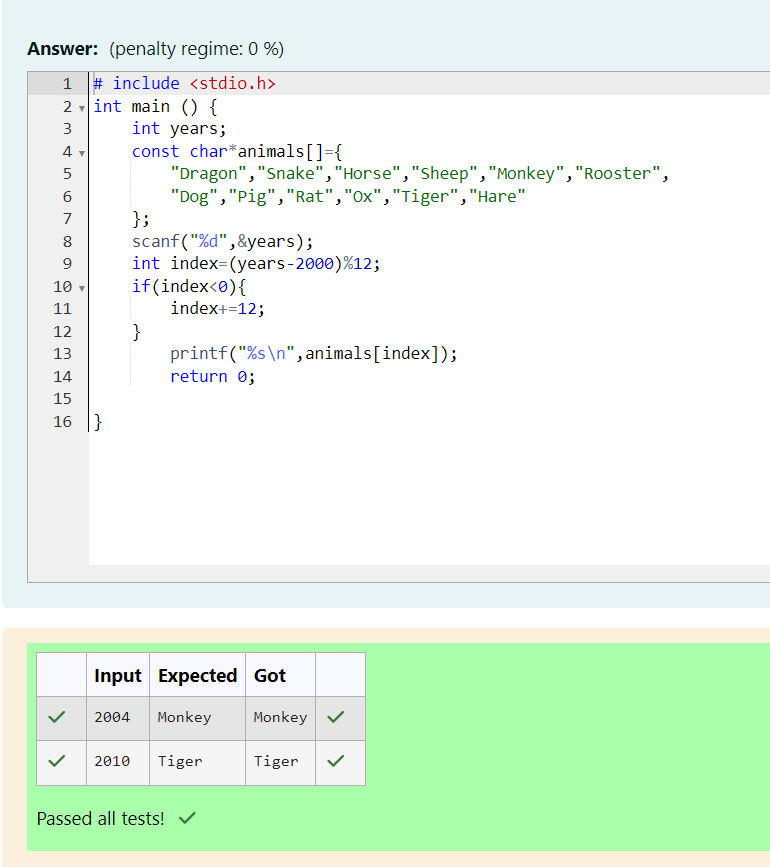 Answer: (penalty regime: 0 %)
1 # include <stdio.h>
2 int main () {
3 int years;
4 const char*animals[]={
5 "Dragon","Snake","Horse","Sheep","Monkey","Rooster",
6 "Dog","Pig","Rat","Ox","Tiger","Hare"
7 };
8 scanf("%d",&years);
9 int index=(years-2000)%12;
10 if(index<0){
11 index+=12;
12 }
13 printf("%s\n",animals[index]);
14 return 0;
15
16 }
Input Expected Got
2004 Monkey Monkey
2010 Tiger Tiger
Passed all tests!